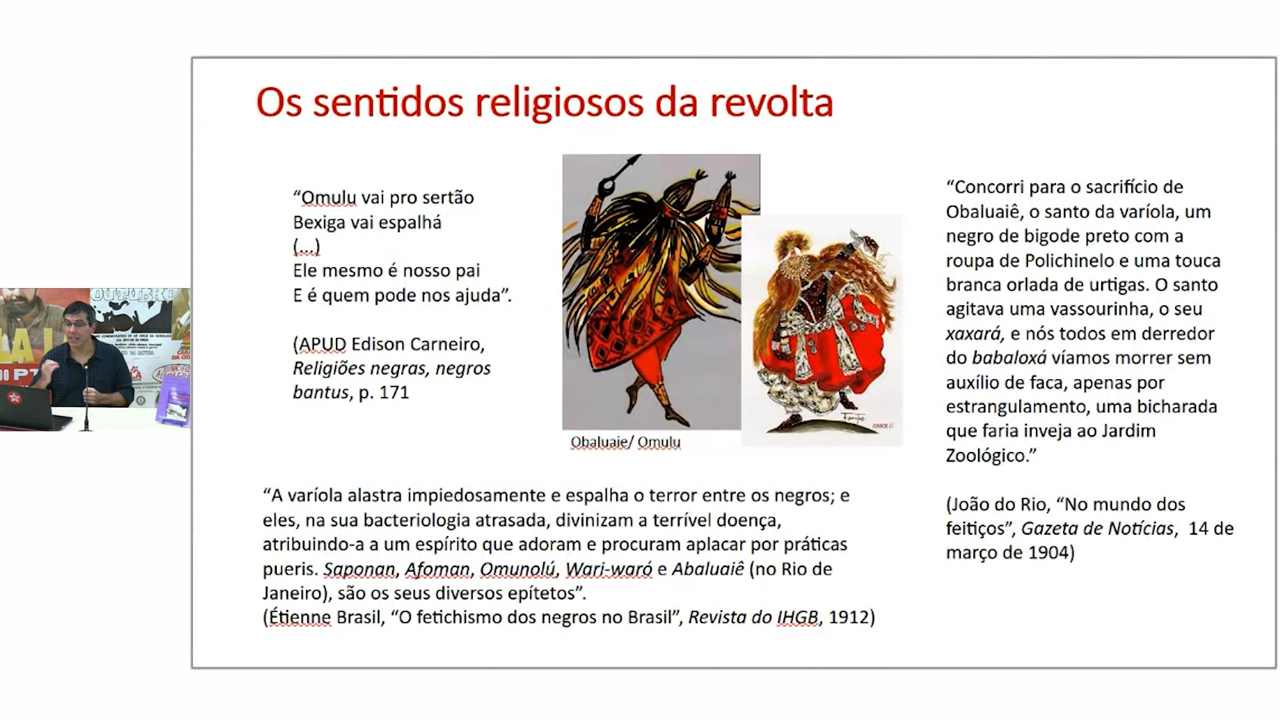 Os sentidos religiosos da revolta
“Omulu vai pro sertão
Bexiga vai espalhá
(...)
Ele mesmo é nosso pai
E é quem pode nos ajuda”.
(APUD Edison Carneiro,
Religiões negras, negros
bantus, p. 171
Obaluaie/ Omulu
“Concorri para o sacrifício de
Obaluaiê, o santo da varíola, um
negro de bigode preto com a
roupa de Polichinelo e uma touca
branca orlada de urtigas. O santo
agitava uma vassourinha, o seu
xaxará, e nós todos em derredor
do babaloxá víamos morrer sem
auxílio de faca, apenas por
estrangulamento, uma bicharada
que faria inveja ao Jardim
Zoológico.”
(João do Rio, “No mundo dos
feitiços”, Gazeta de Notícias, 14 de
março de 1904)
“A varíola alastra impiedosamente e espalha o terror entre os negros; e
eles, na sua bacteriologia atrasada, divinizam a terrível doença,
atribuindo-a a um espírito que adoram e procuram aplacar por práticas
pueris. Saponan, Afoman, Omunolú, Wari-waró e Abaluaiê (no Rio de
Janeiro), são os seus diversos epítetos”.
(Étienne Brasil, “O fetichismo dos negros no Brasil”, Revista do IHGB, 1912)